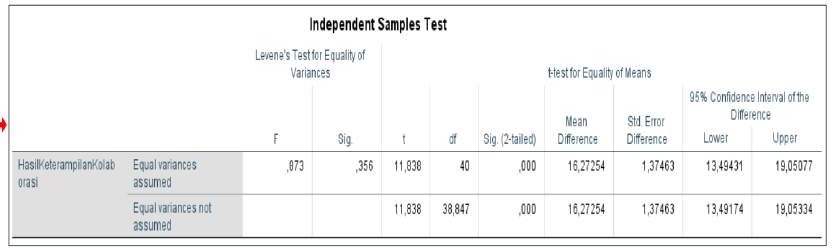 Independent Samples Test
Levene's Test for Equality of Variances
t-test for Equality of Means
95% Confidence Interval of the Difference
F Sig. t df Sig. (2-tailed) Mean Difference Std. Error Difference Lower Upper
HasilKeterampilanKolaborasi Equal variances assumed ,873 ,356 11,838 40 ,000 16,27254 1,37463 13,49431 19,05077
Equal variances not assumed 11,838 38,847 ,000 16,27254 1,37463 13,49174 19,05334